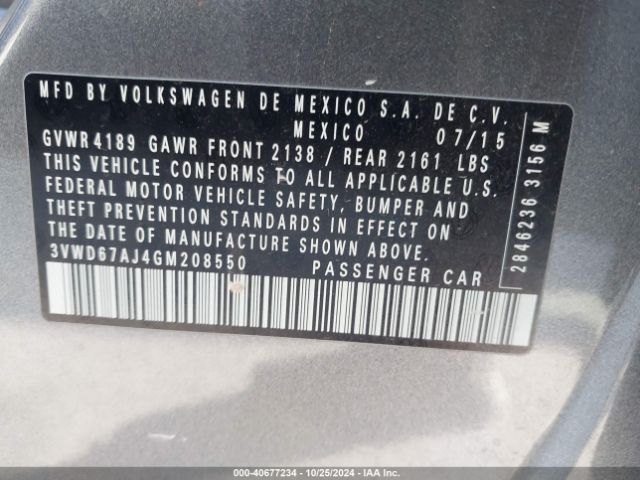 MFD BY VOLKSWAGEN DE MEXICO S.A. DE C.V.
MEXICO 07/15
GVWR 4189 GAWR FRONT 2138 / REAR 2161 LBS
THIS VEHICLE CONFORMS TO ALL APPLICABLE U.S.
FEDERAL MOTOR VEHICLE SAFETY, BUMPER AND
THEFT PREVENTION STANDARDS IN EFFECT ON
THE DATE OF MANUFACTURE SHOWN ABOVE.
3VWD67AJ4GM208550 PASSENGER CAR
2846236 3156 M
000-40677234 | 10/25/2024 | IAA Inc.